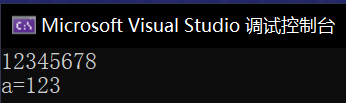 C:\ Microsoft Visual Studio 调试控制台
12345678
a=123